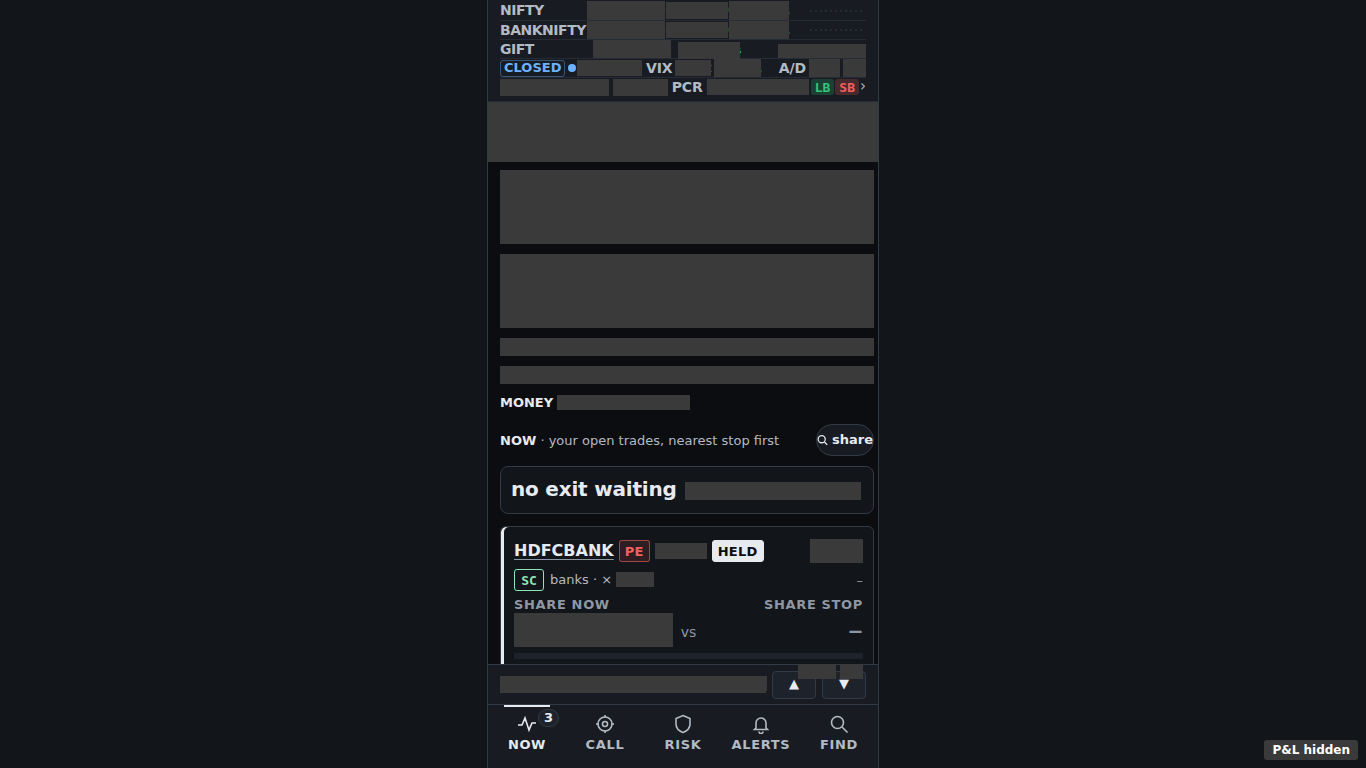 NIFTY
BANKNIFTY
GIFT
CLOSED VIX A/D
PCR LB SB ›
MONEY
NOW · your open trades, nearest stop first share
no exit waiting
HDFCBANK PE HELD
SC banks · × –
SHARE NOW SHARE STOP
vs —
▲ ▼
3
NOW CALL RISK ALERTS FIND
P&L hidden